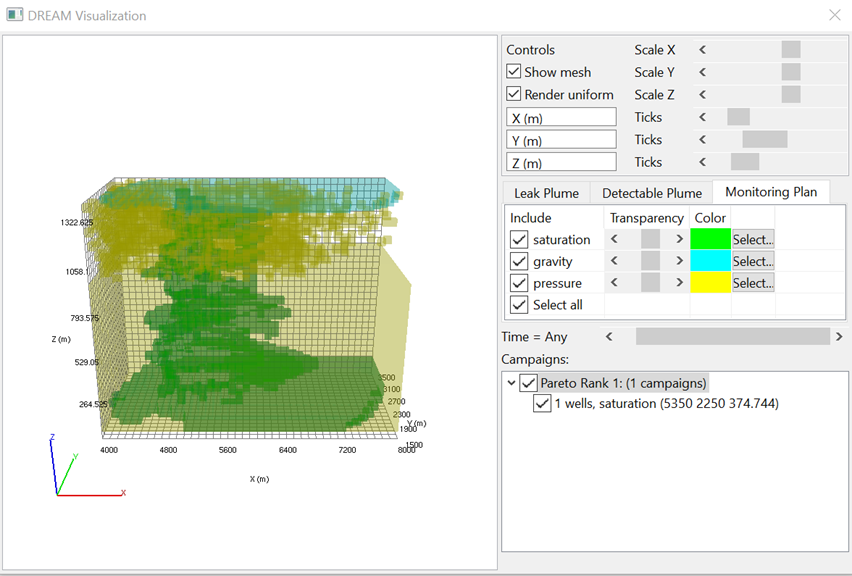 DREAM Visualization
Controls
Scale X
Show mesh
Scale Y
Render uniform
Scale Z
X (m)
Ticks
Y (m)
Ticks
Z (m)
Ticks
Leak Plume
Detectable Plume
Monitoring Plan
Include
Transparency
Color
saturation
Select...
gravity
Select...
pressure
Select...
Select all
Time = Any
Campaigns:
Pareto Rank 1: (1 campaigns)
1 wells, saturation (5350 2250 374.744)
1322.625
1058.1
793.575
Z (m)
529.05
264.525
3500
3100
2700
2300
Y (m)
1900
1500
4000
4800
5600
6400
7200
8000
X (m)
Z
Y
X